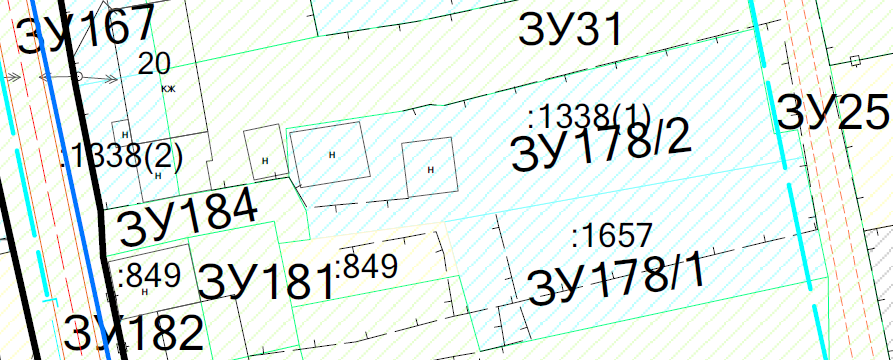 ЗУ167
ЗУ31
20
кж
:1338(1)
ЗУ25
н
:1338(2)
н
н
н
ЗУ178/2
н
ЗУ184
:1657
:849
н
ЗУ181
:849
ЗУ178/1
ЗУ182